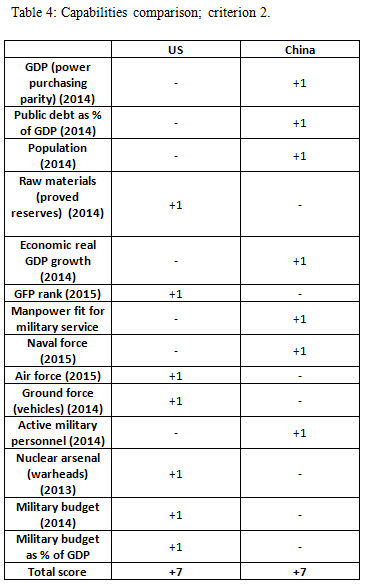 Table 4: Capabilities comparison; criterion 2.
US China
GDP (power
purchasing - +1
parity) (2014)
Public debt as % - +1
of GDP (2014)
Population - +1
(2014)
Raw materials
(proved +1 -
reserves) (2014)
Economic real
GDP growth - +1
(2014)
GFP rank (2015) +1 -
Manpower fit for - +1
military service
Naval force - +1
(2015)
Air force (2015) +1 -
Ground force +1 -
(vehicles) (2014)
Active military - +1
personnel (2014)
Nuclear arsenal
(warheads) +1 -
(2013)
Military budget +1 -
(2014)
Military budget +1 -
as % of GDP
Total score +7 +7